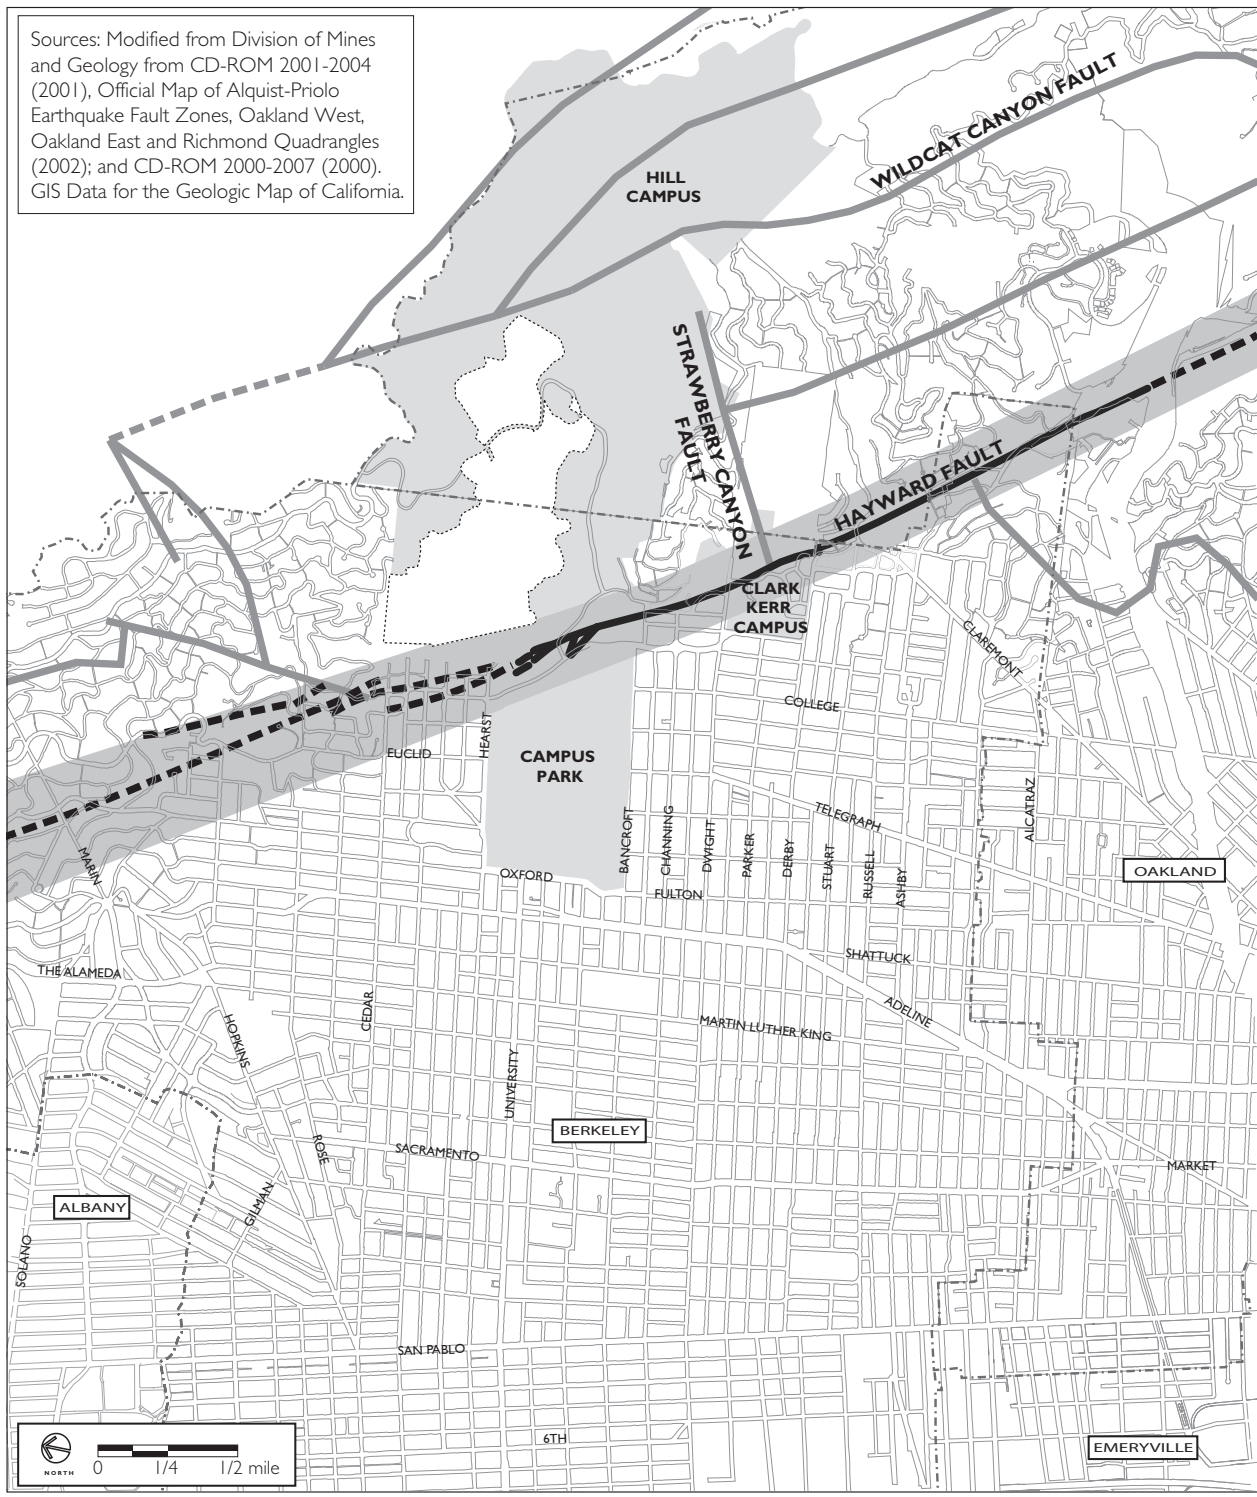 Sources: Modified from Division of Mines
and Geology from CD-ROM 2001-2004
(2001), Official Map of Alquist-Priolo
Earthquake Fault Zones, Oakland West,
Oakland East and Richmond Quadrangles
(2002); and CD-ROM 2000-2007 (2000).
GIS Data for the Geologic Map of California.
WILDCAT CANYON FAULT
HILL
CAMPUS
STRAWBERRY CANYON
FAULT
HAYWARD FAULT
CLARK
KERR
CAMPUS
CLAREMONT
COLLEGE
HEARST
EUCLID
CAMPUS
PARK
TELEGRAPH
ALCATRAZ
BANCROFT
CHANNING
DWIGHT
PARKER
DERBY
STUART
RUSSELL
ASHBY
MARIN
OXFORD
FULTON
OAKLAND
THE ALAMEDA
SHATTUCK
CEDAR
ADELINE
HOPKINS
MARTIN LUTHER KING
UNIVERSITY
BERKELEY
ROSE
SACRAMENTO
MARKET
ALBANY
GILMAN
SOLANO
SAN PABLO
6TH
EMERYVILLE
NORTH
0 1/4 1/2 mile